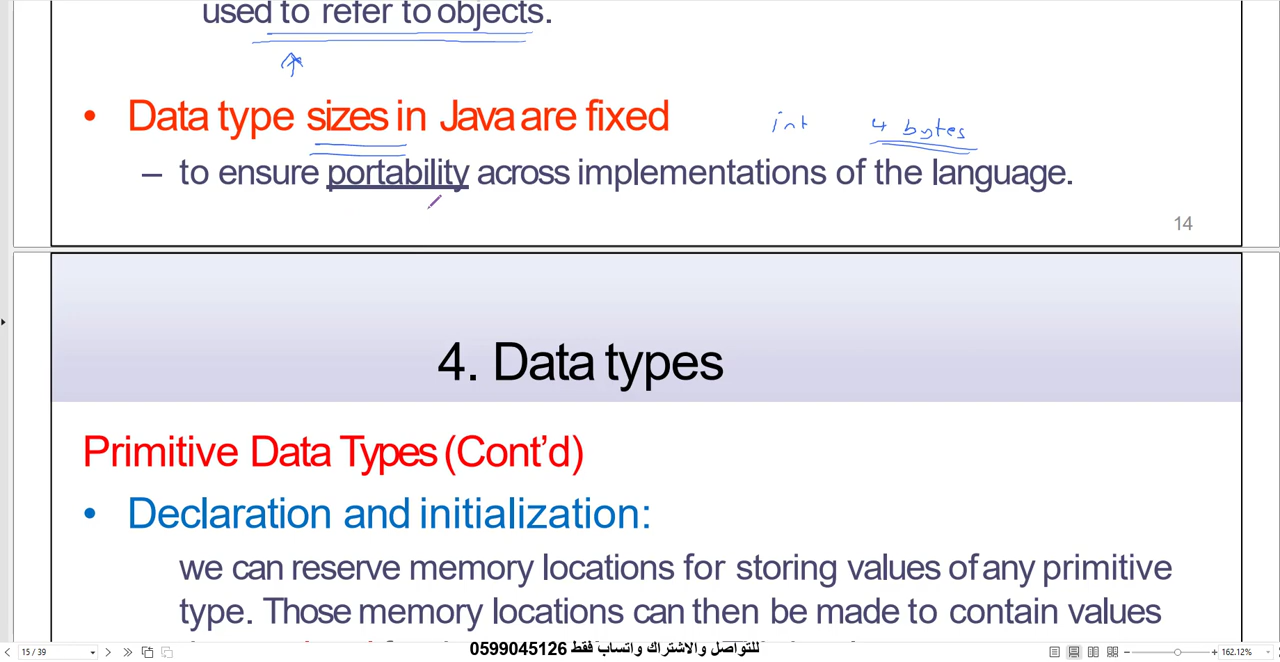 used to refer to objects.
• Data type sizes in Java are fixed
int 4 bytes
– to ensure portability across implementations of the language.
14
4. Data types
Primitive Data Types (Cont’d)
• Declaration and initialization:
we can reserve memory locations for storing values of any primitive
type. Those memory locations can then be made to contain values
للتواصل والاشتراك واتساب فقط 0599045126
15 / 39
162.12%